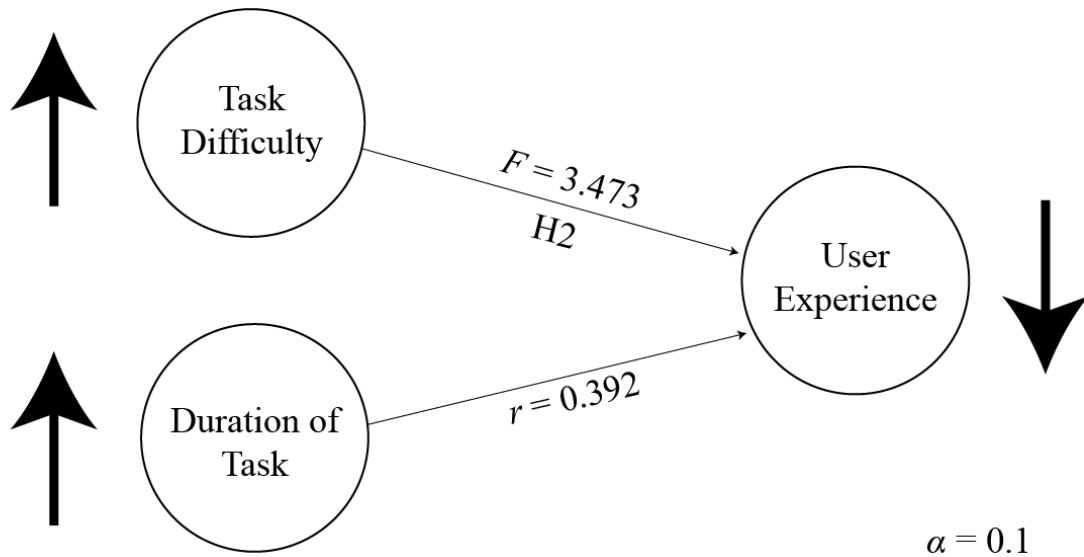 Task
Difficulty
F = 3.473
H2
User
Experience
Duration of
Task
r = 0.392
α = 0.1